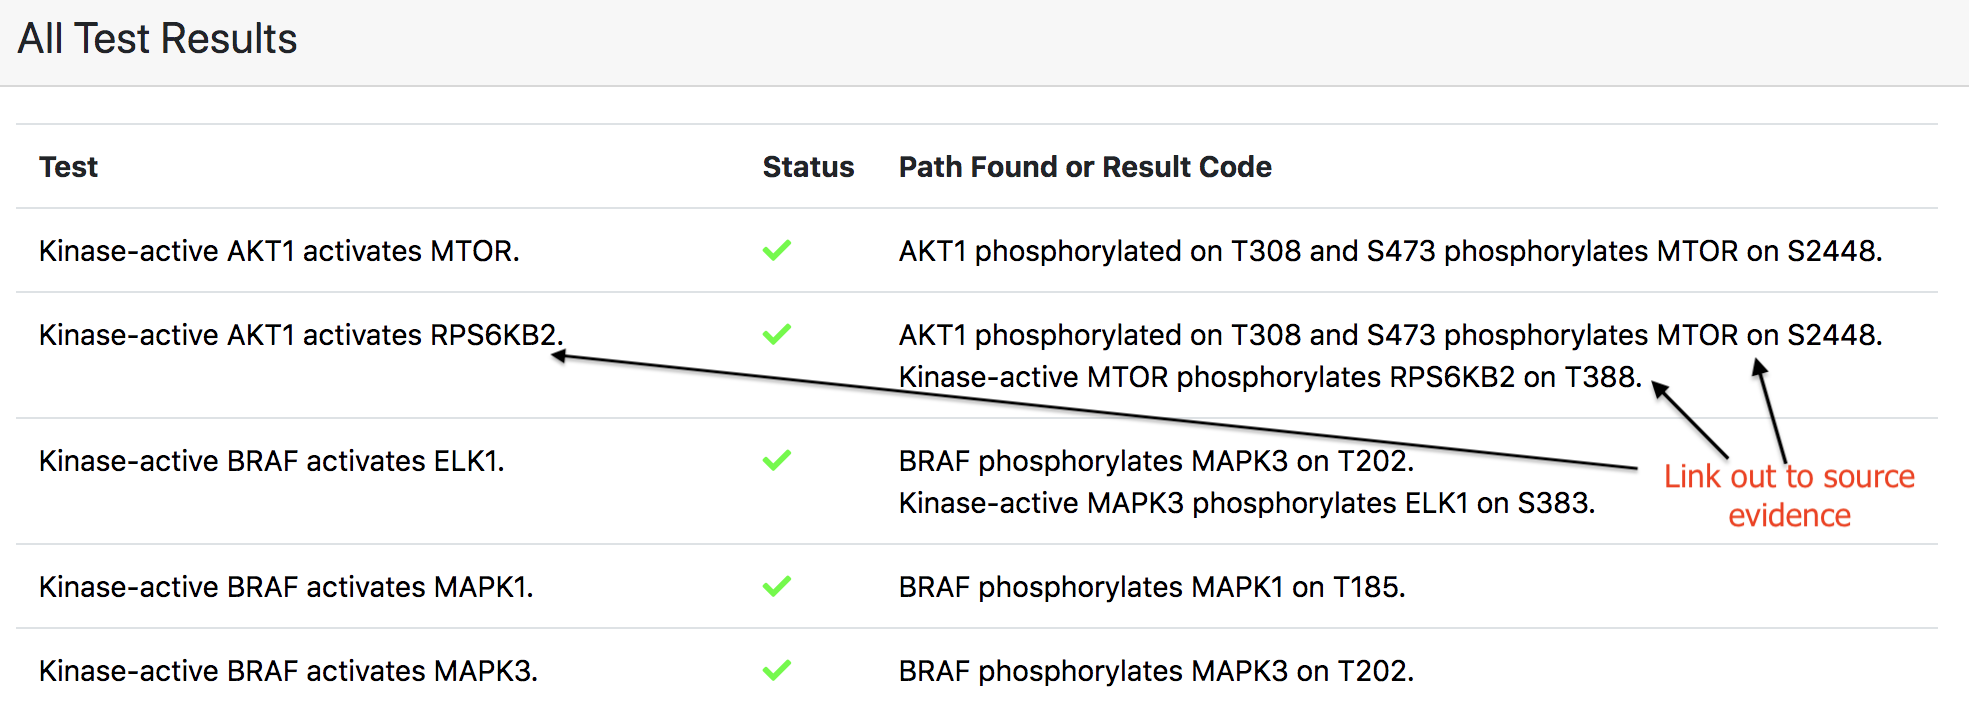 All Test Results
Test Status Path Found or Result Code
Kinase-active AKT1 activates MTOR. AKT1 phosphorylated on T308 and S473 phosphorylates MTOR on S2448.
Kinase-active AKT1 activates RPS6KB2. AKT1 phosphorylated on T308 and S473 phosphorylates MTOR on S2448.
Kinase-active MTOR phosphorylates RPS6KB2 on T388.
Kinase-active BRAF activates ELK1. BRAF phosphorylates MAPK3 on T202.
Kinase-active MAPK3 phosphorylates ELK1 on S383.
Link out to source
evidence
Kinase-active BRAF activates MAPK1. BRAF phosphorylates MAPK1 on T185.
Kinase-active BRAF activates MAPK3. BRAF phosphorylates MAPK3 on T202.